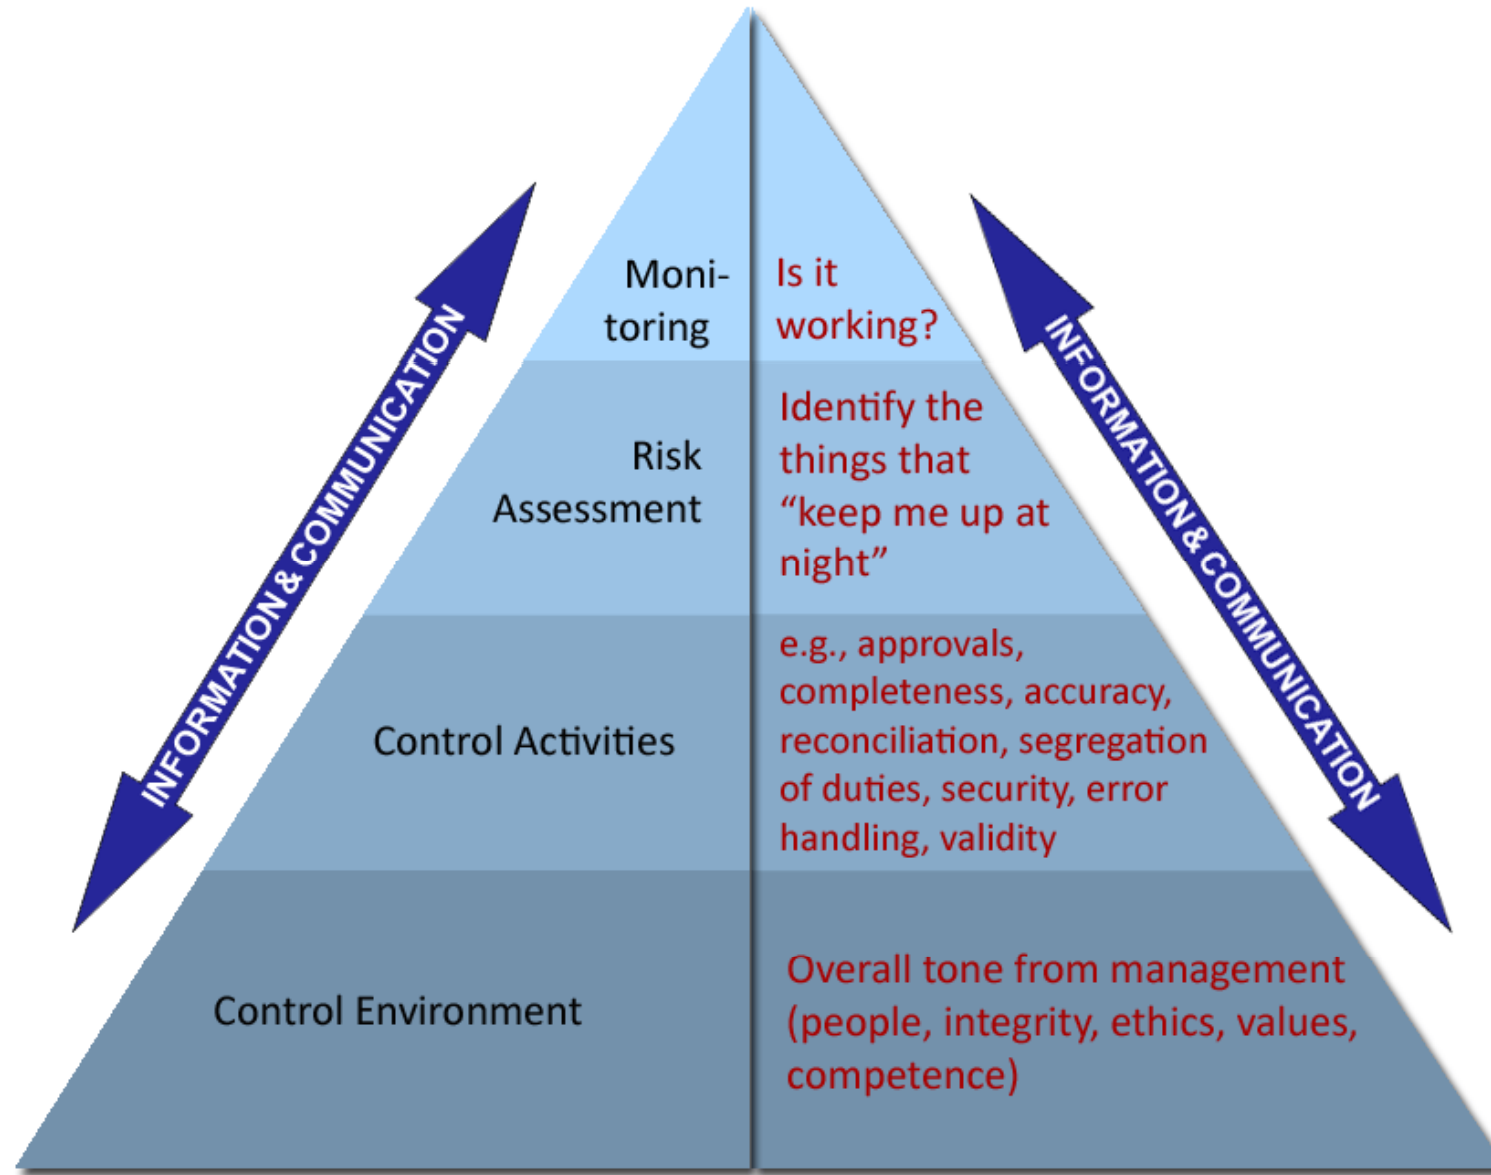 Moni-
toring
Is it
working?
Risk
Assessment
Identify the
things that
“keep me up at
night”
Control Activities
e.g., approvals,
completeness, accuracy,
reconciliation, segregation
of duties, security, error
handling, validity
Control Environment
Overall tone from management
(people, integrity, ethics, values,
competence)
INFORMATION & COMMUNICATION
INFORMATION & COMMUNICATION